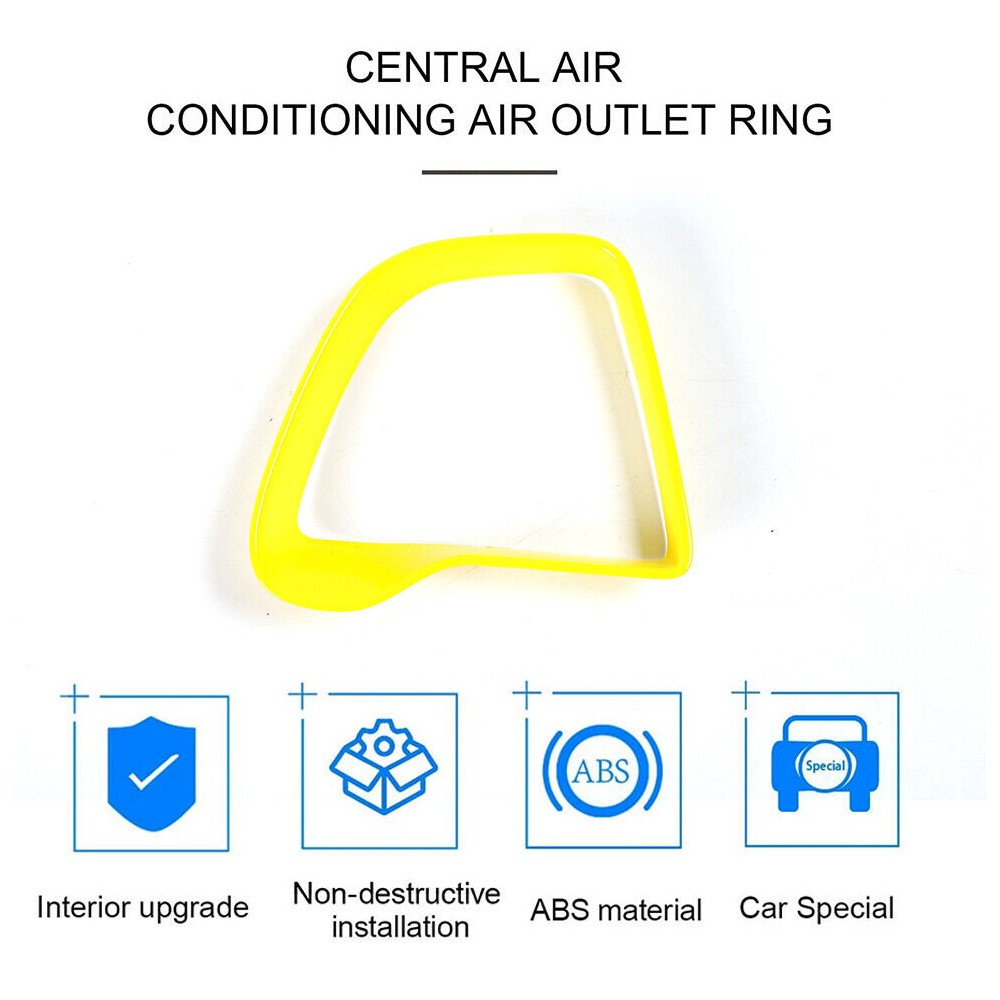 CENTRAL AIR
CONDITIONING AIR OUTLET RING
ABS
Special
Interior upgrade
Non-destructive
installation
ABS material
Car Special